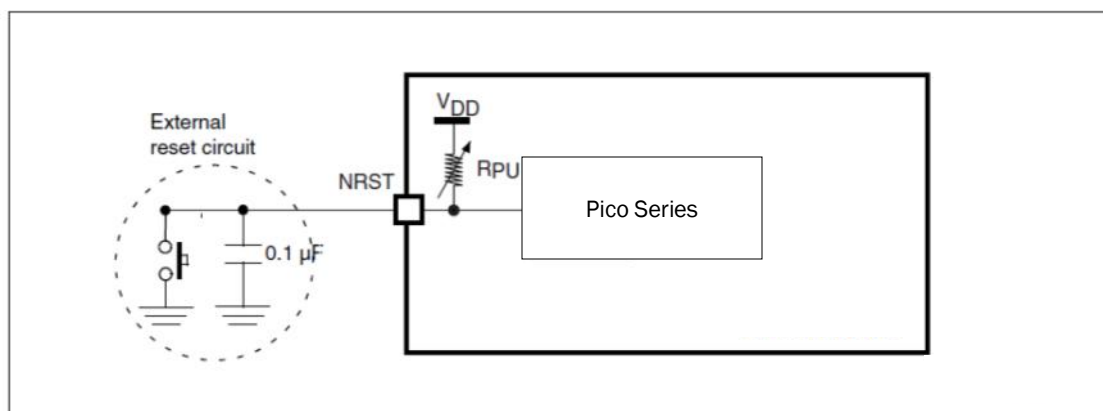 External
reset circuit
NRST
VDD
RPU
Pico Series
0.1 µF